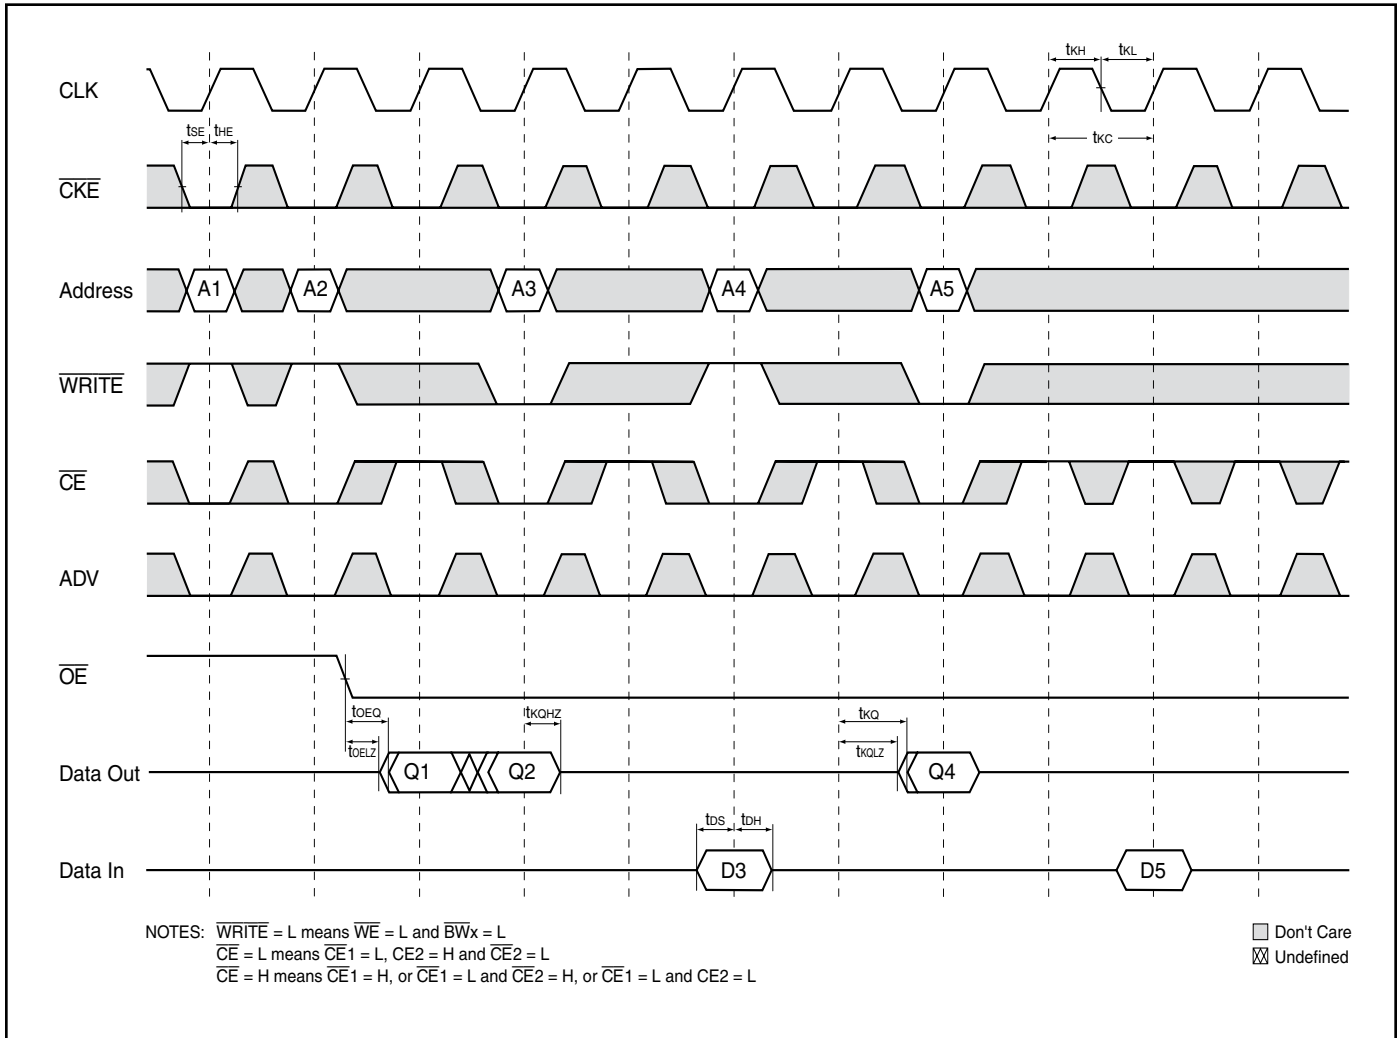 CLK
tKH
tKL
tKC
tSE
tHE
CKE
Address
A1
A2
A3
A4
A5
WRITE
CE
ADV
OE
tOEQ
tOELZ
tKQHZ
tKQ
tKQLZ
Data Out
Q1
Q2
Q4
tDS
tDH
Data In
D3
D5
NOTES: WRITE = L means WE = L and BWx = L
CE = L means CE1 = L, CE2 = H and CE2 = L
CE = H means CE1 = H, or CE1 = L and CE2 = H, or CE1 = L and CE2 = L
Don't Care
Undefined